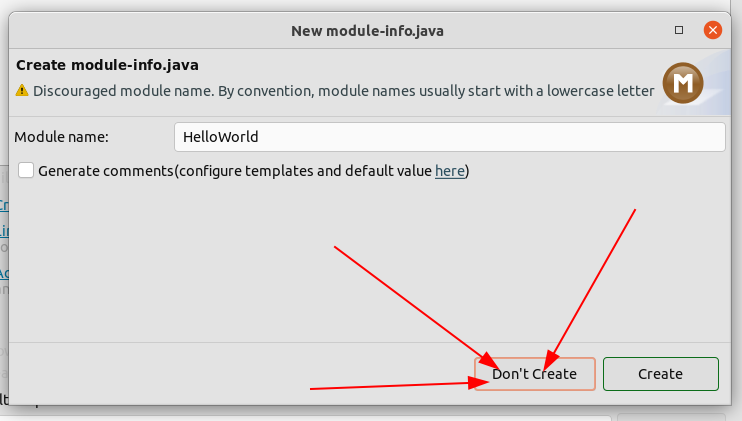 New module-info.java
Create module-info.java
Discouraged module name. By convention, module names usually start with a lowercase letter
M
Module name:
HelloWorld
Generate comments(configure templates and default value here)
Don't Create
Create